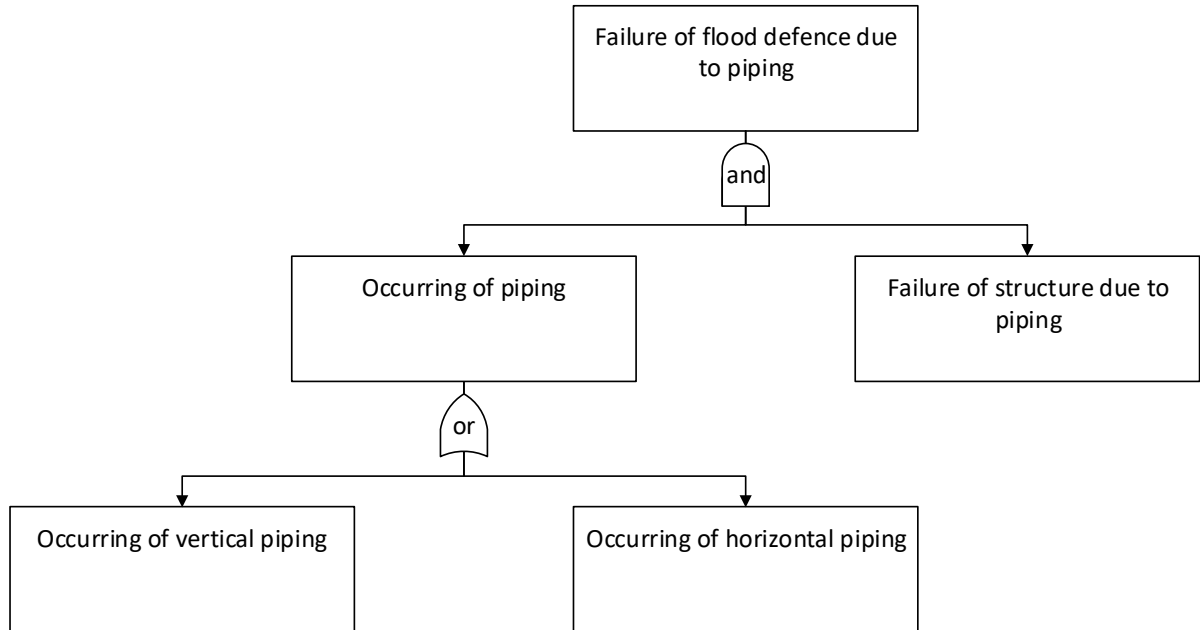 Failure of flood defence due
to piping
and
Occurring of piping
Failure of structure due to
piping
or
Occurring of vertical piping
Occurring of horizontal piping